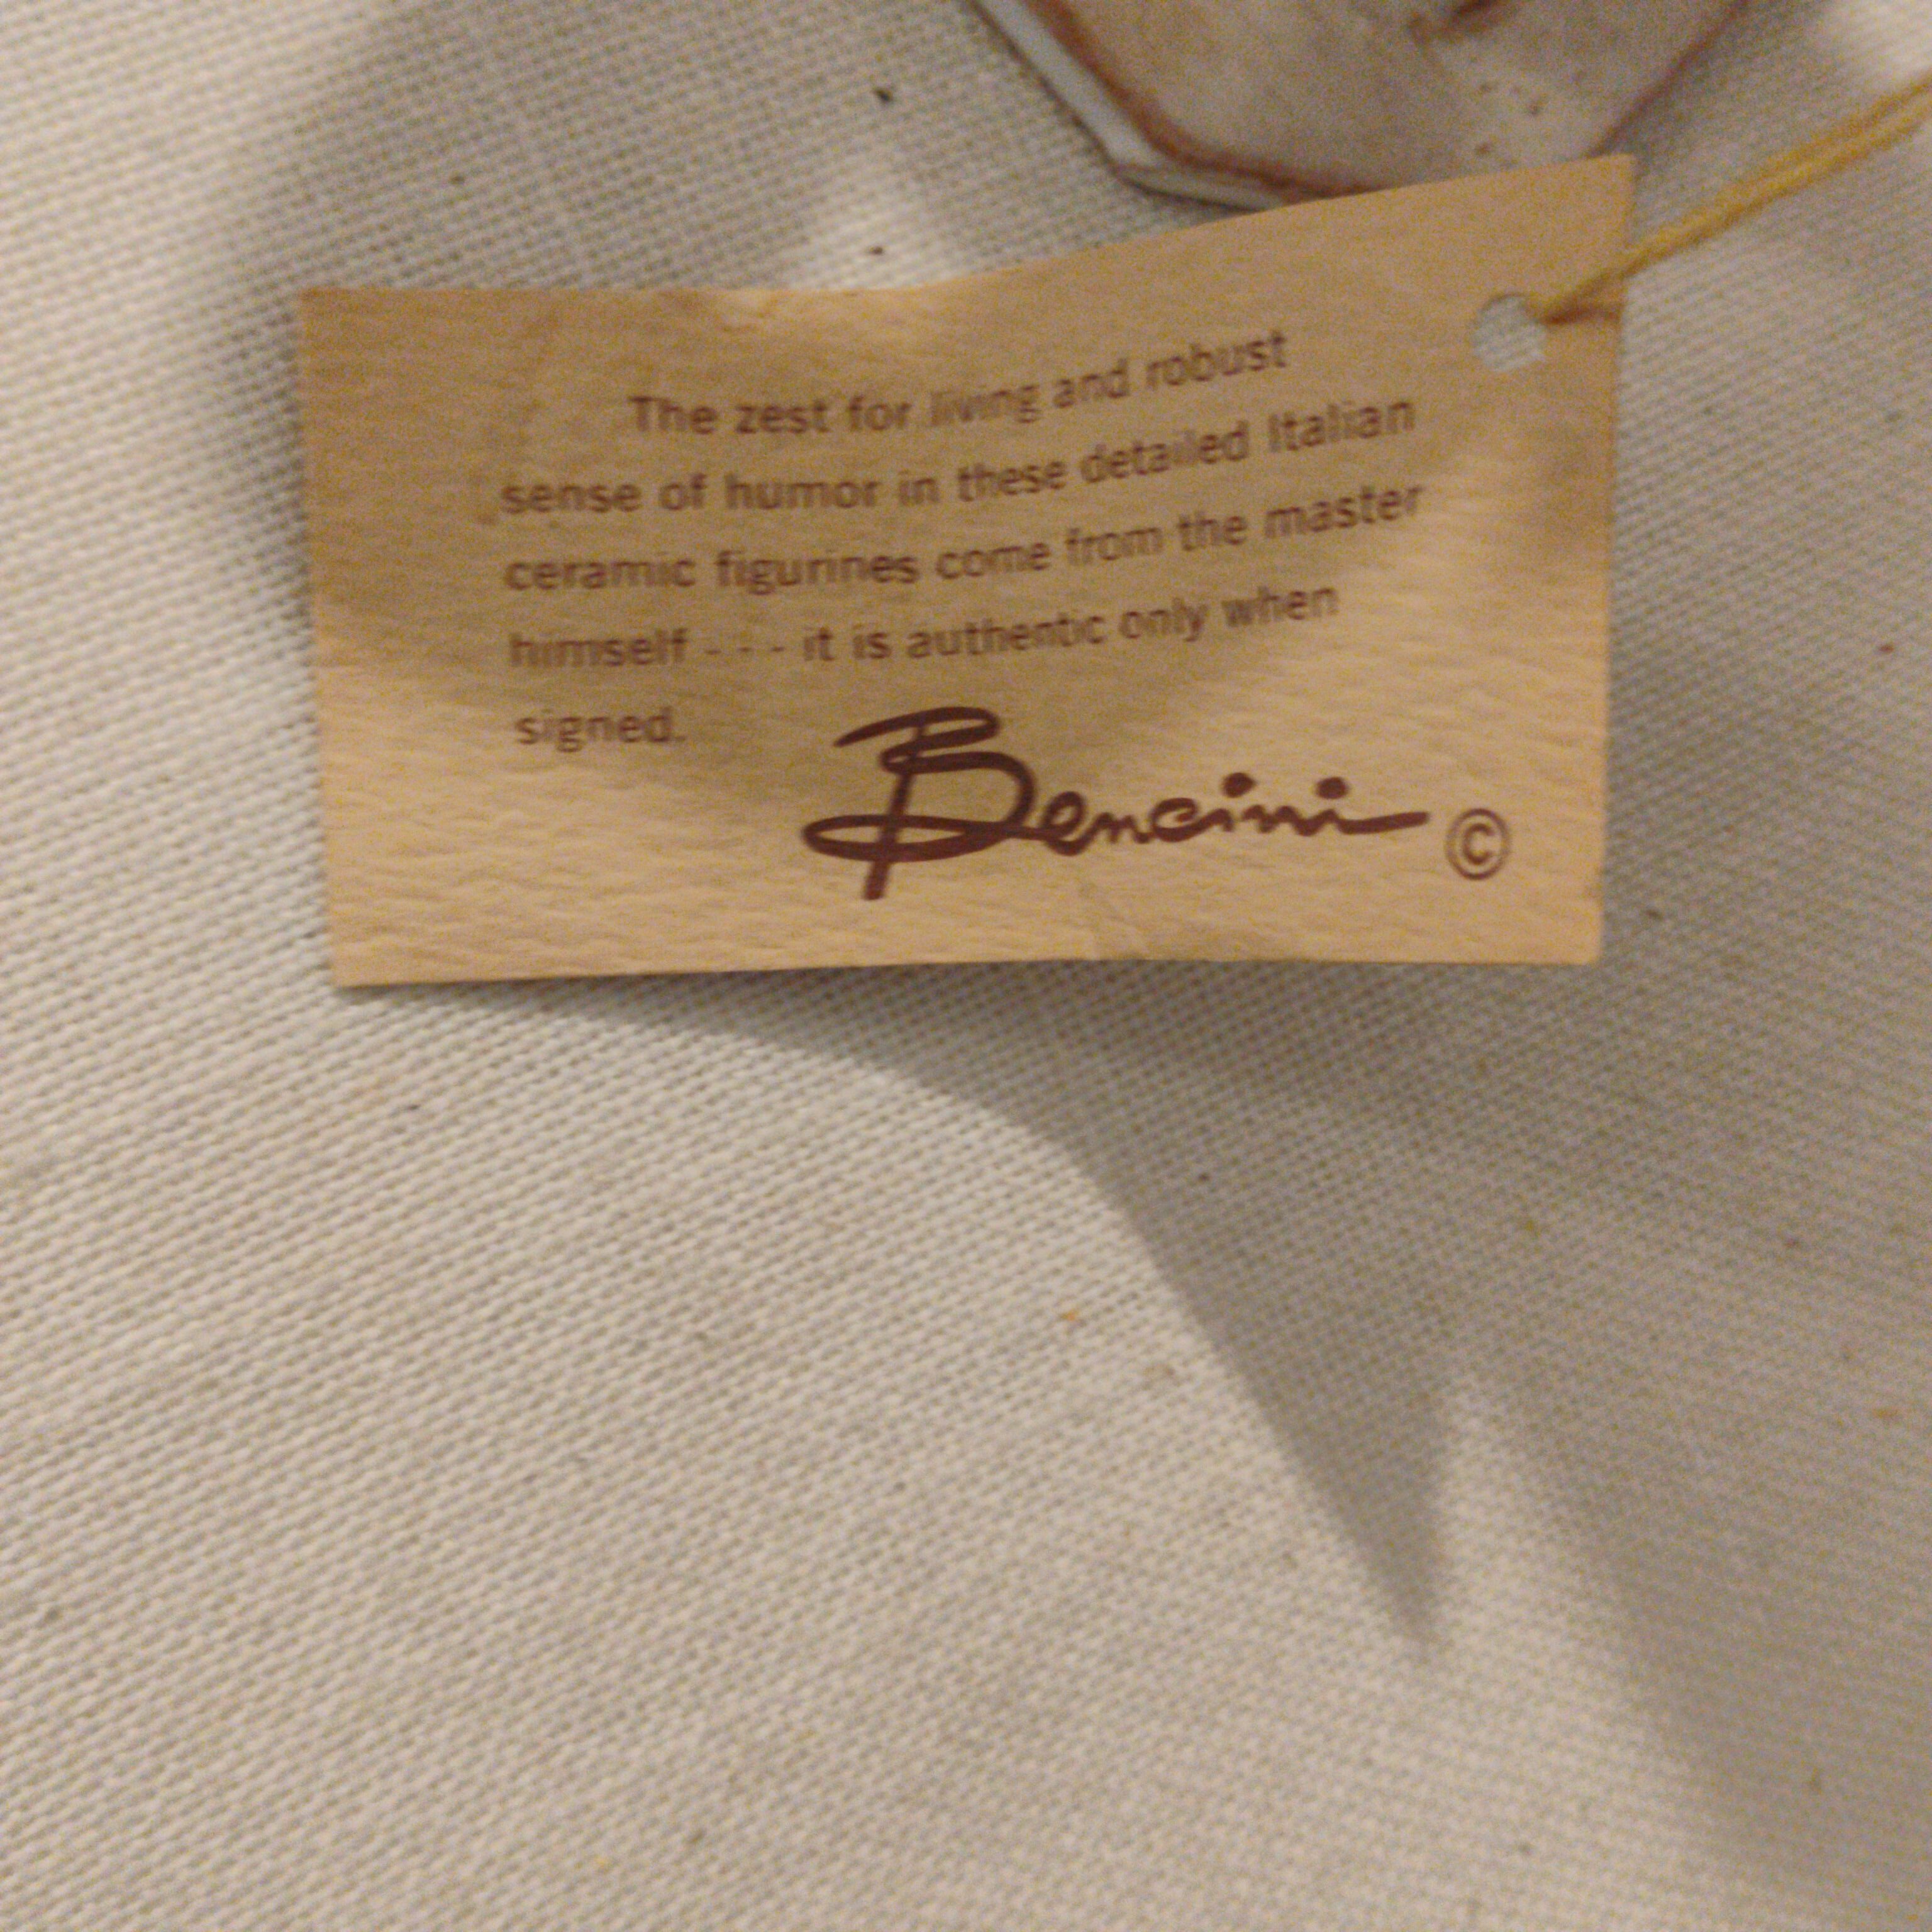 The zest for living and robust
sense of humor in these detailed Italian
ceramic figurines come from the master
himself - - - it is authentic only when
signed.
Bencini ©